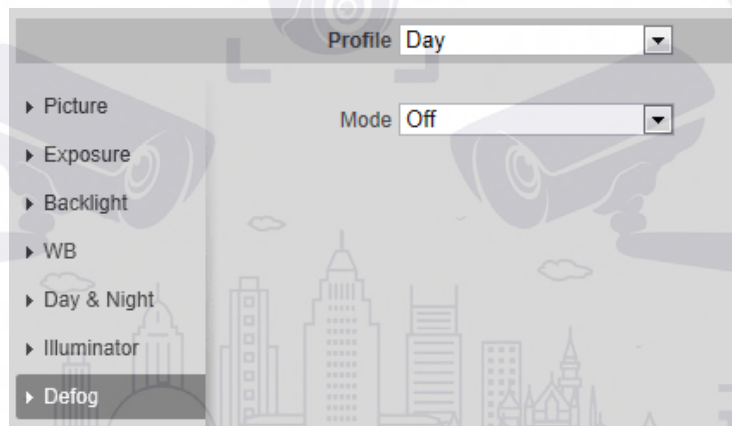 Profile Day
Mode Off
Picture
Exposure
Backlight
WB
Day & Night
Illuminator
Defog